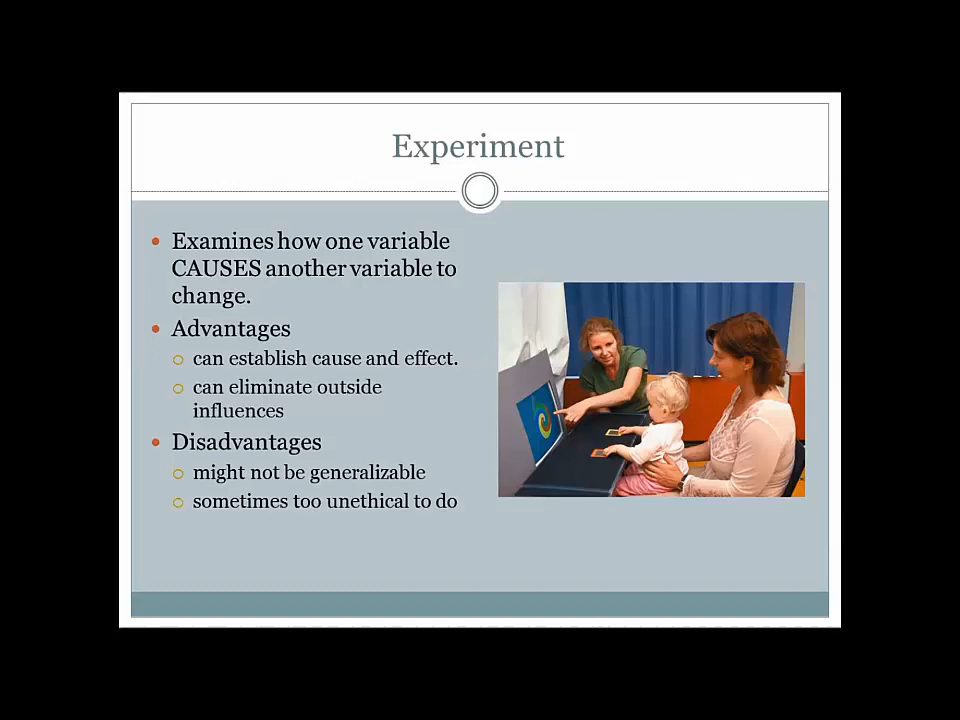 Experiment
Examines how one variable
CAUSES another variable to
change.
Advantages
can establish cause and effect.
can eliminate outside
influences
Disadvantages
might not be generalizable
sometimes too unethical to do